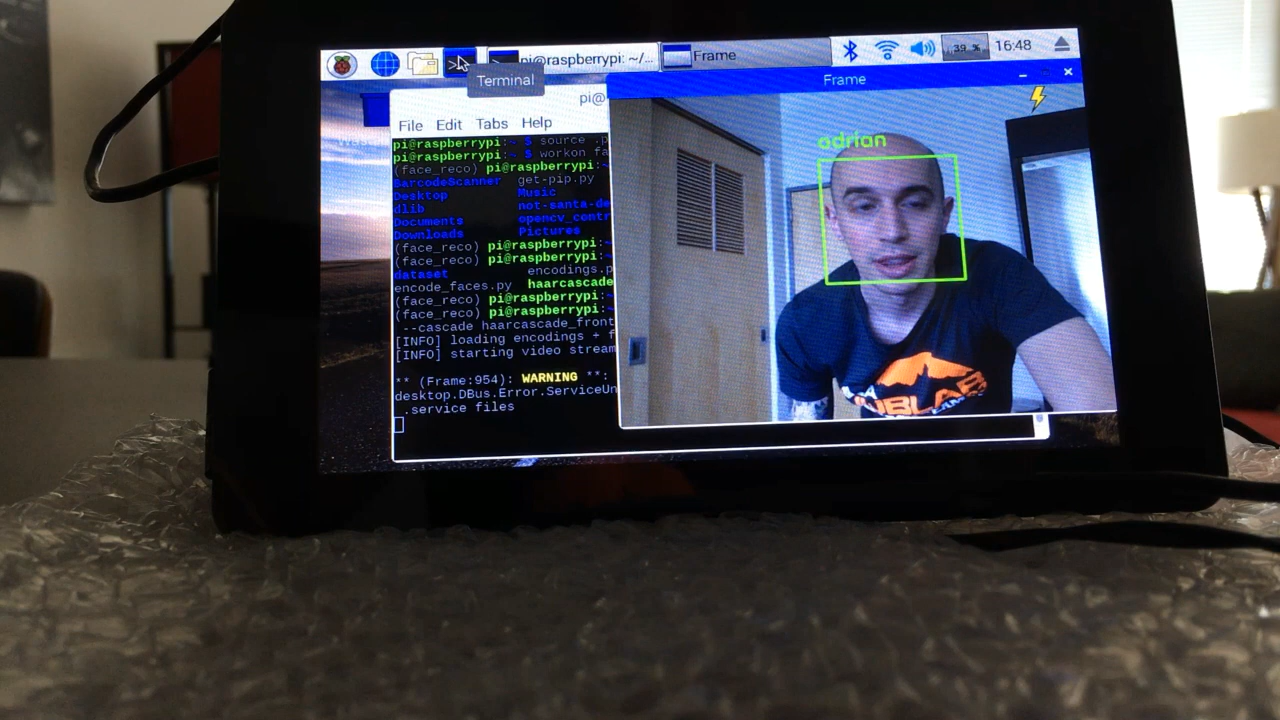 pi@raspberrypi: ~/...
Frame
39 %
16:48
Terminal
pi@
Frame
File Edit Tabs Help
adrian
pi@raspberrypi:~ $ source .p
pi@raspberrypi:~ $ workon fa
(face_reco) pi@raspberrypi:~
BarcodeScanner get-pip.py
Desktop Music
dlib not-santa-de
Documents opencv_contr
Downloads Pictures
(face_reco) pi@raspberrypi:~
(face_reco) pi@raspberrypi:~
dataset encodings.p
encode_faces.py haarcascade
(face_reco) pi@raspberrypi:~
(face_reco) pi@raspberrypi:~
--cascade haarcascade_front
[INFO] loading encodings + f
[INFO] starting video stream
** (Frame:954): WARNING **:
desktop.DBus.Error.ServiceUn
.service files